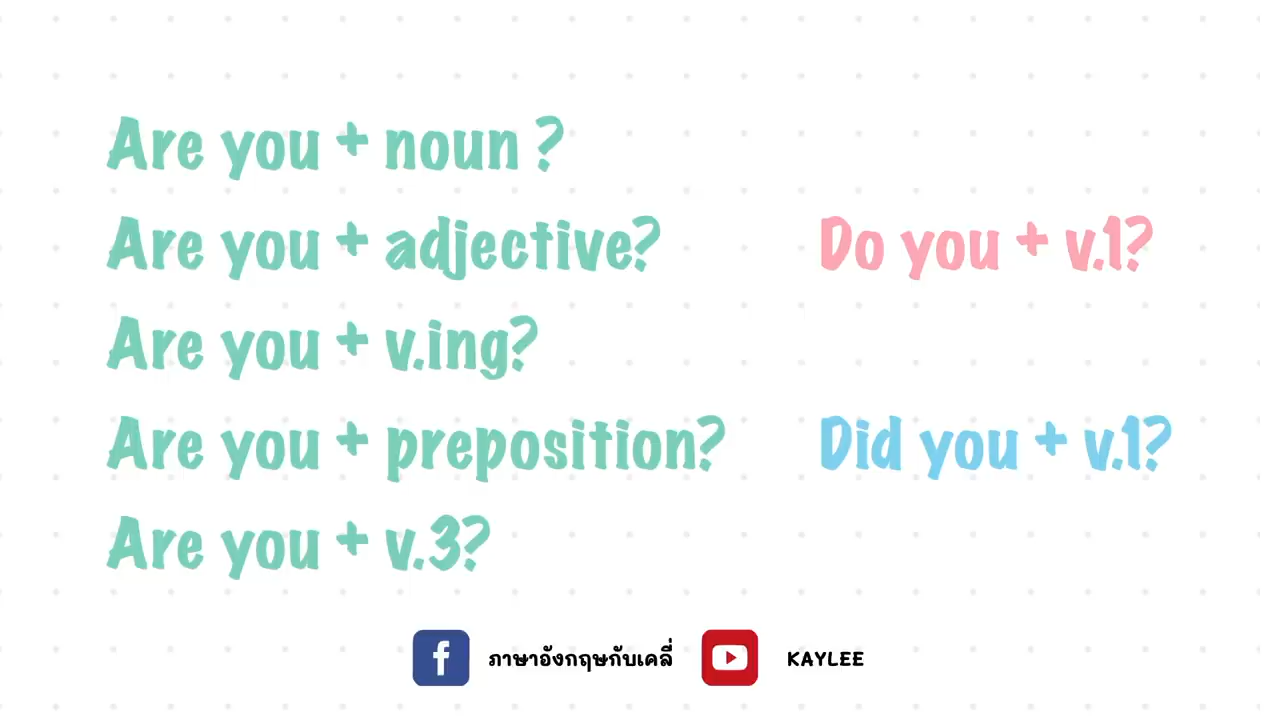 Are you + noun ?
Are you + adjective?
Do you + v.1?
Are you + v.ing?
Are you + preposition?
Did you + v.1?
Are you + v.3?
ภาษาอังกฤษกับเคลี่
KAYLEE